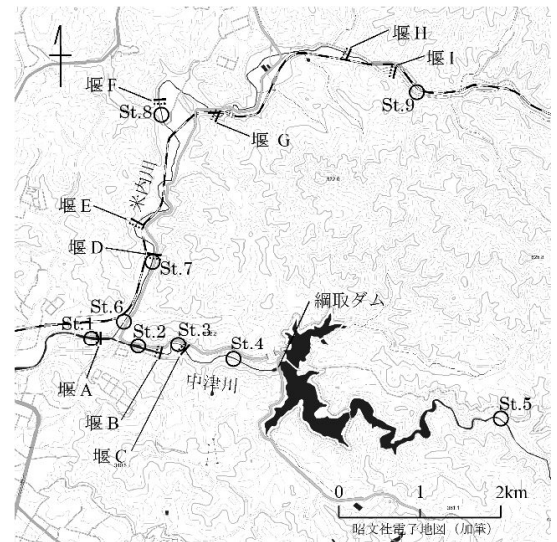 堰 H
堰 I
堰 F
St.8
St.9
堰 G
米内川
堰 E
堰 D
St.7
綱取ダム
St.6
St.1
St.2
St.3
St.4
中津川
堰 A
堰 B
堰 C
St.5
0 1 2km
昭文社電子地図（加筆）